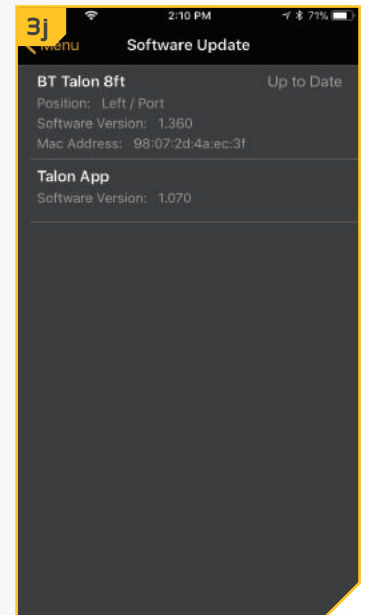 3j
2:10 PM
71%
Menu
Software Update
BT Talon 8ft
Up to Date
Position: Left / Port
Software Version: 1.360
Mac Address: 98:07:2d:4a:ec:3f
Talon App
Software Version: 1.070